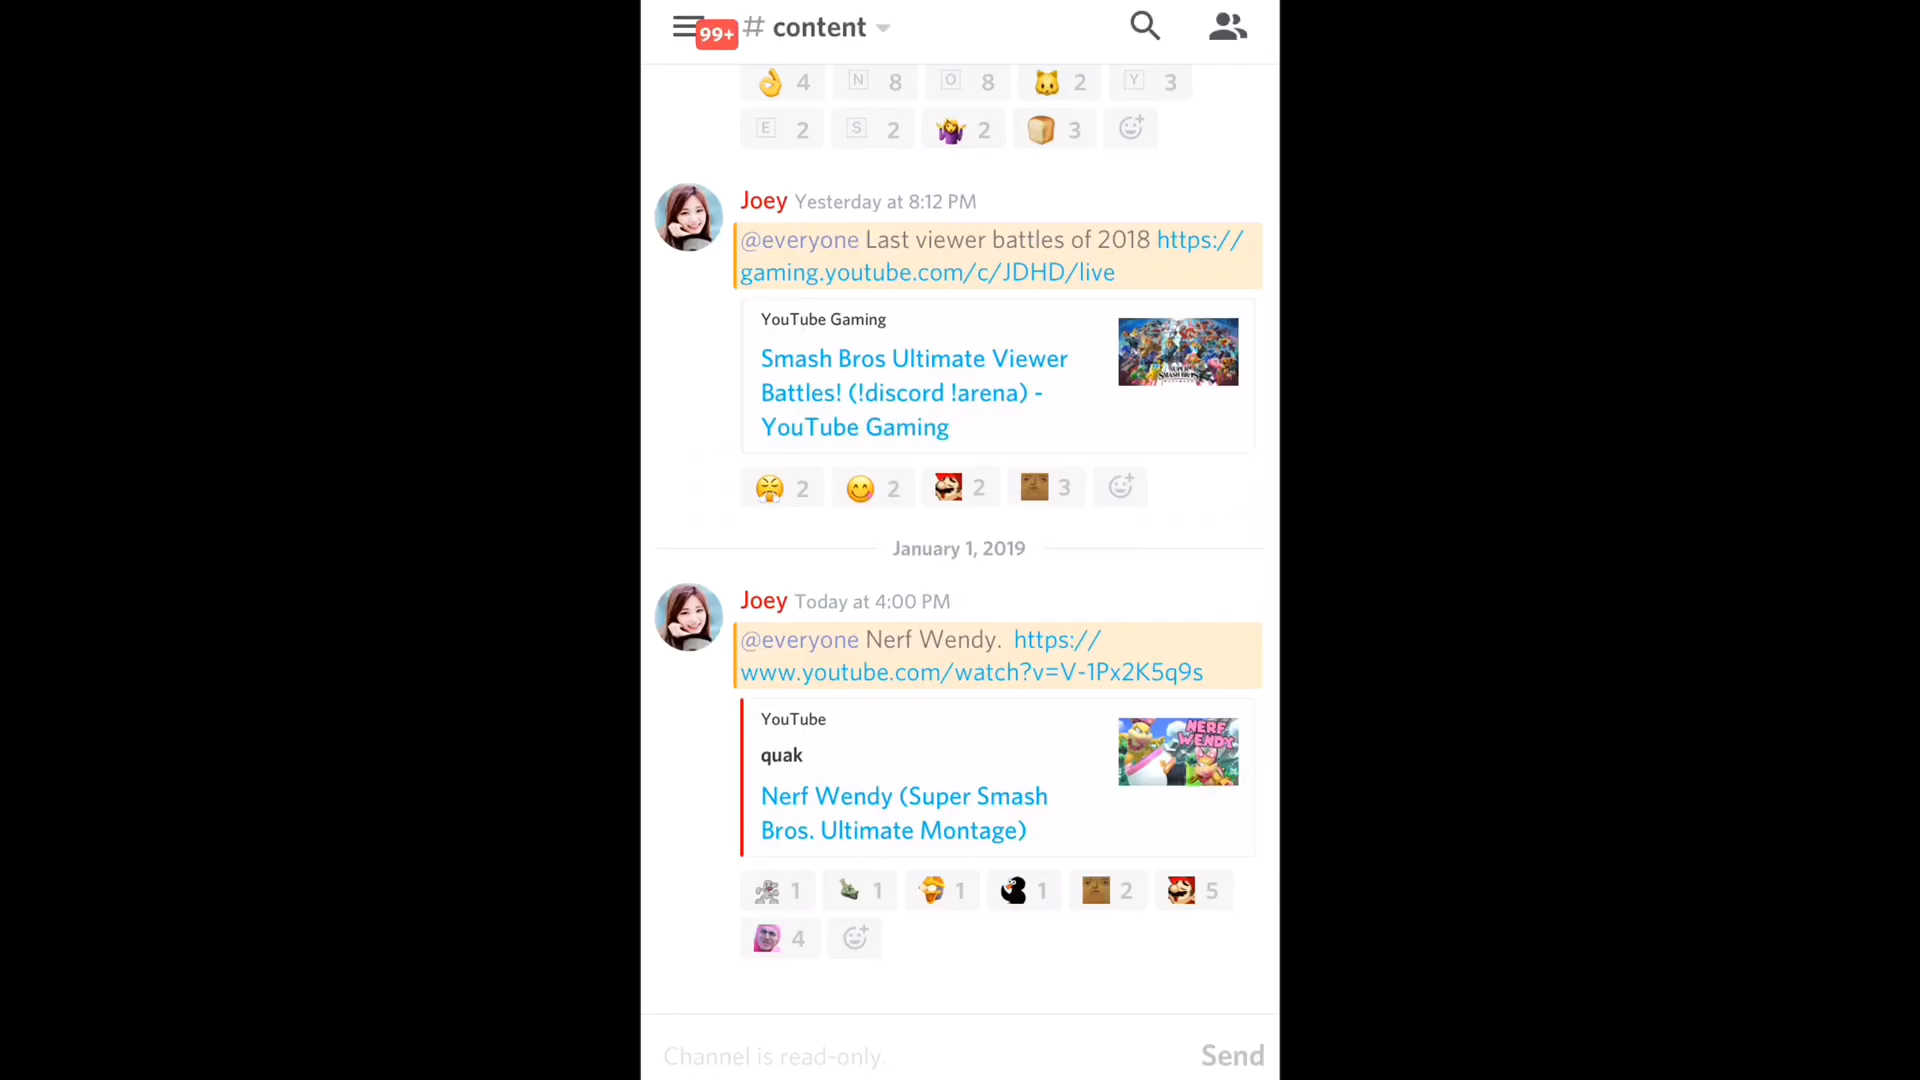 99+ # content
4 N 8 O 8 2 Y 3
E 2 S 2 2 3
Joey Yesterday at 8:12 PM
@everyone Last viewer battles of 2018 https://
gaming.youtube.com/c/JDHD/live
YouTube Gaming
Smash Bros Ultimate Viewer
Battles! (!discord !arena) -
YouTube Gaming
SUPER
SMASH BROS
ULTIMATE
2 2 2 3
January 1, 2019
Joey Today at 4:00 PM
@everyone Nerf Wendy. https://
www.youtube.com/watch?v=V-1Px2K5q9s
YouTube
quak
Nerf Wendy (Super Smash
Bros. Ultimate Montage)
NERF
WENDY
1 1 1 1 2 5
4
Channel is read-only.
Send